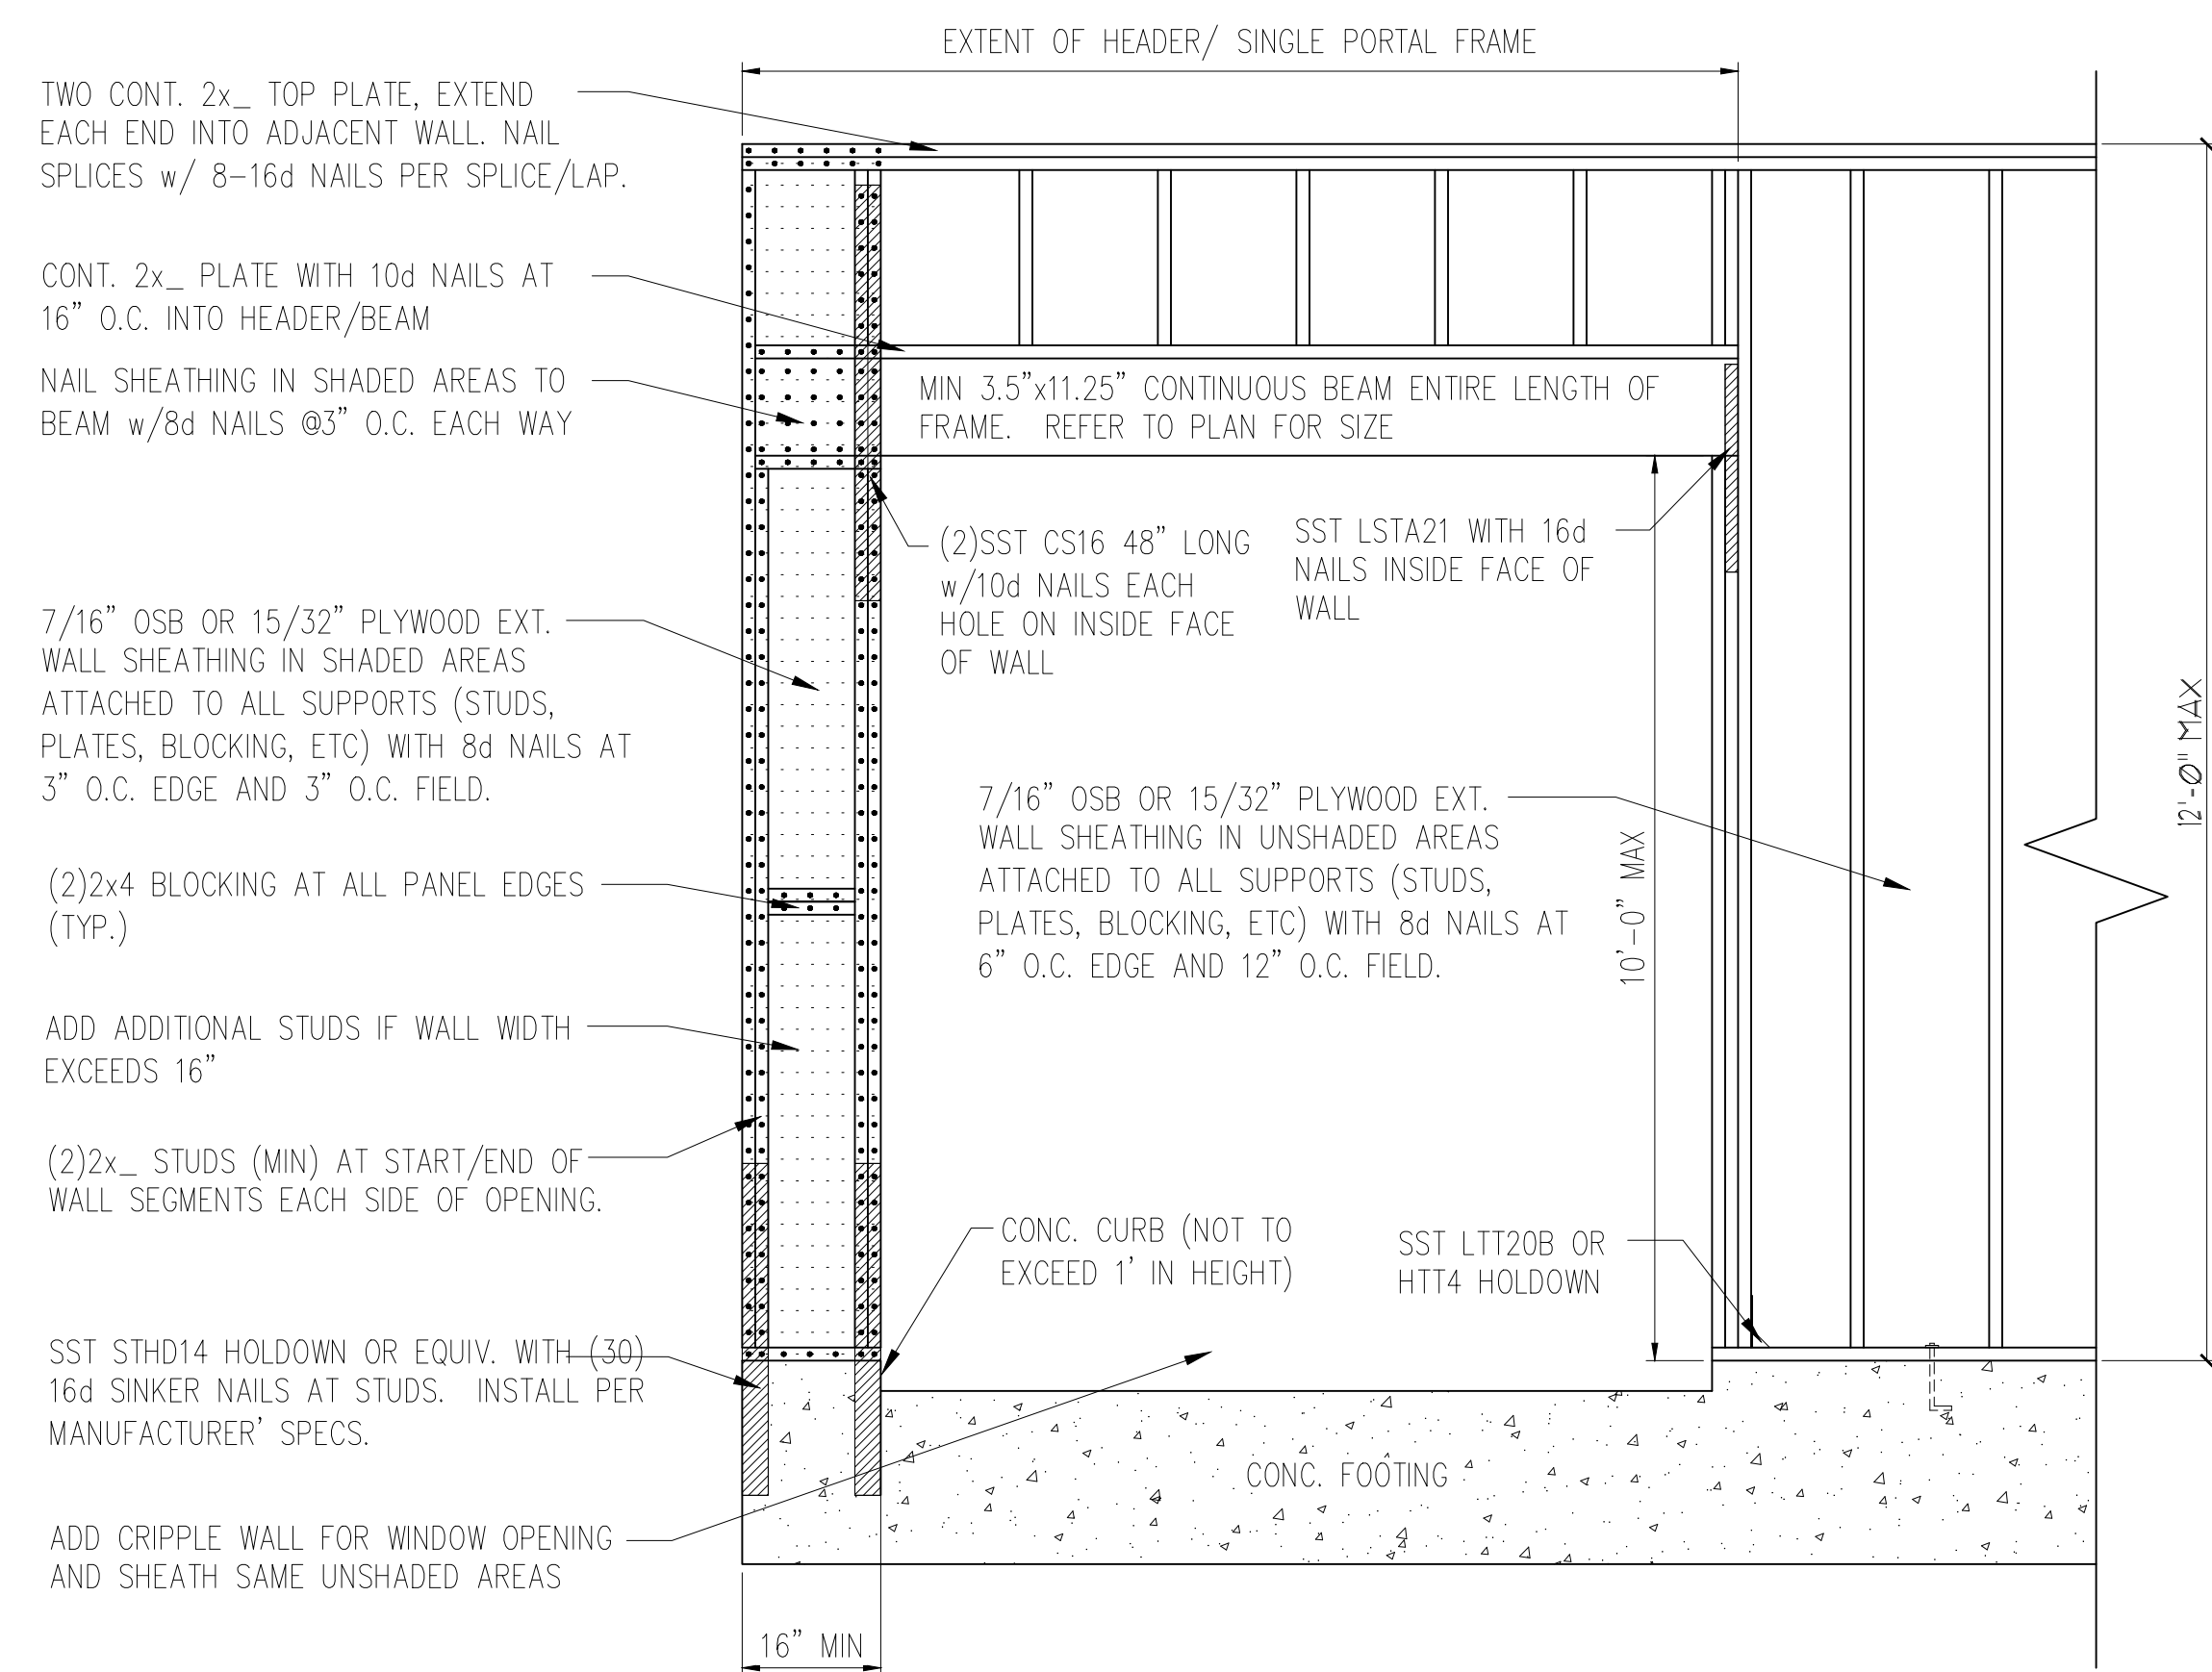 EXTENT OF HEADER/ SINGLE PORTAL FRAME
TWO CONT. 2x_ TOP PLATE, EXTEND
EACH END INTO ADJACENT WALL. NAIL
SPLICES w/ 8-16d NAILS PER SPLICE/LAP.
CONT. 2x_ PLATE WITH 10d NAILS AT
16" O.C. INTO HEADER/BEAM
NAIL SHEATHING IN SHADED AREAS TO
BEAM w/8d NAILS @3" O.C. EACH WAY
MIN 3.5"x11.25" CONTINUOUS BEAM ENTIRE LENGTH OF
FRAME. REFER TO PLAN FOR SIZE
(2)SST CS16 48" LONG
w/10d NAILS EACH
HOLE ON INSIDE FACE
OF WALL
SST LSTA21 WITH 16d
NAILS INSIDE FACE OF
WALL
7/16" OSB OR 15/32" PLYWOOD EXT.
WALL SHEATHING IN SHADED AREAS
ATTACHED TO ALL SUPPORTS (STUDS,
PLATES, BLOCKING, ETC) WITH 8d NAILS AT
3" O.C. EDGE AND 3" O.C. FIELD.
7/16" OSB OR 15/32" PLYWOOD EXT.
WALL SHEATHING IN UNSHADED AREAS
ATTACHED TO ALL SUPPORTS (STUDS,
PLATES, BLOCKING, ETC) WITH 8d NAILS AT
6" O.C. EDGE AND 12" O.C. FIELD.
10'-0" MAX
12'-0" MAX
(2)2x4 BLOCKING AT ALL PANEL EDGES
(TYP.)
ADD ADDITIONAL STUDS IF WALL WIDTH
EXCEEDS 16"
(2)2x_ STUDS (MIN) AT START/END OF
WALL SEGMENTS EACH SIDE OF OPENING.
CONC. CURB (NOT TO
EXCEED 1' IN HEIGHT)
SST LTT20B OR
HTT4 HOLDOWN
SST STHD14 HOLDOWN OR EQUIV. WITH (30)
16d SINKER NAILS AT STUDS. INSTALL PER
MANUFACTURER' SPECS.
CONC. FOOTING
ADD CRIPPLE WALL FOR WINDOW OPENING
AND SHEATH SAME UNSHADED AREAS
16" MIN